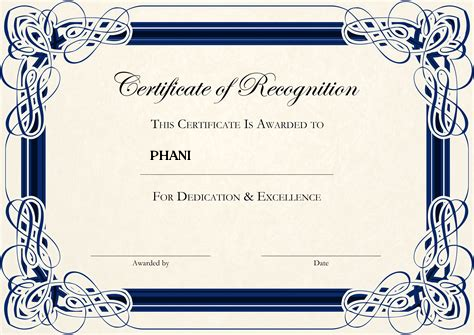 Certificate of Recognition
THIS CERTIFICATE IS AWARDED TO
PHANI
FOR DEDICATION & EXCELLENCE
Awarded by Date